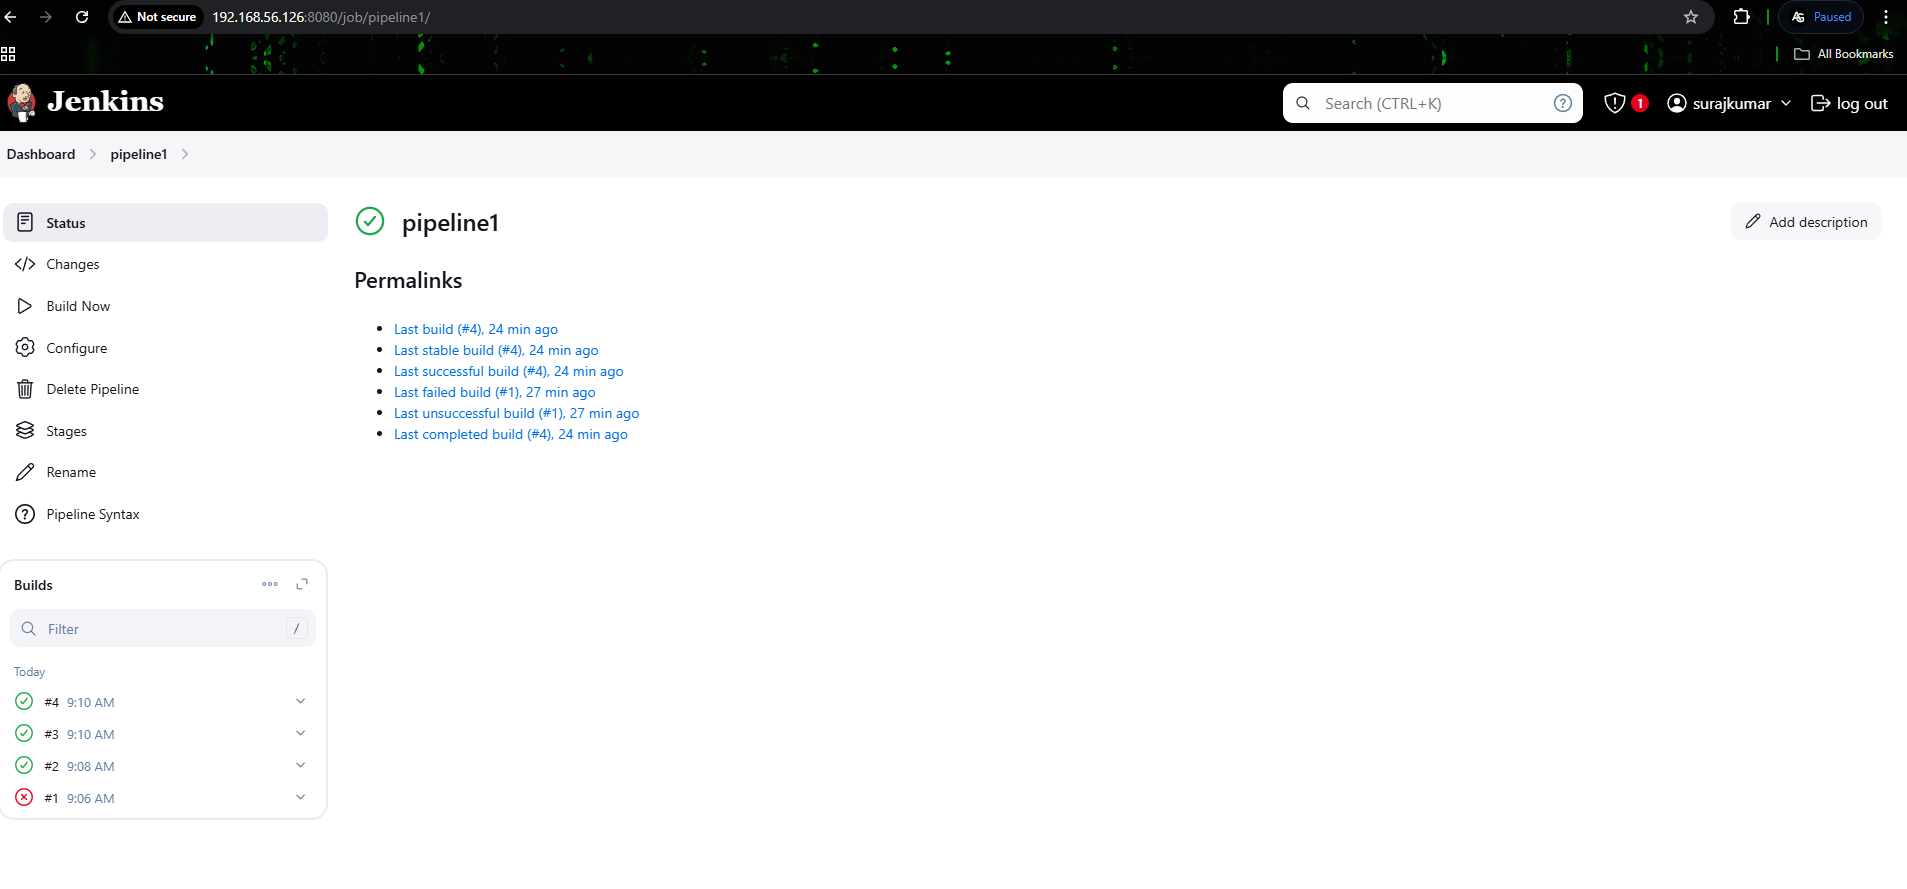 Not secure 192.168.56.126:8080/job/pipeline1/ Paused
All Bookmarks
Jenkins Search (CTRL+K) ? 1 surajkumar log out
Dashboard pipeline1
Status
Changes
Build Now
Configure
Delete Pipeline
Stages
Rename
Pipeline Syntax
pipeline1 Add description
Permalinks
Last build (#4), 24 min ago
Last stable build (#4), 24 min ago
Last successful build (#4), 24 min ago
Last failed build (#1), 27 min ago
Last unsuccessful build (#1), 27 min ago
Last completed build (#4), 24 min ago
Builds
Filter /
Today
#4 9:10 AM
#3 9:10 AM
#2 9:08 AM
#1 9:06 AM